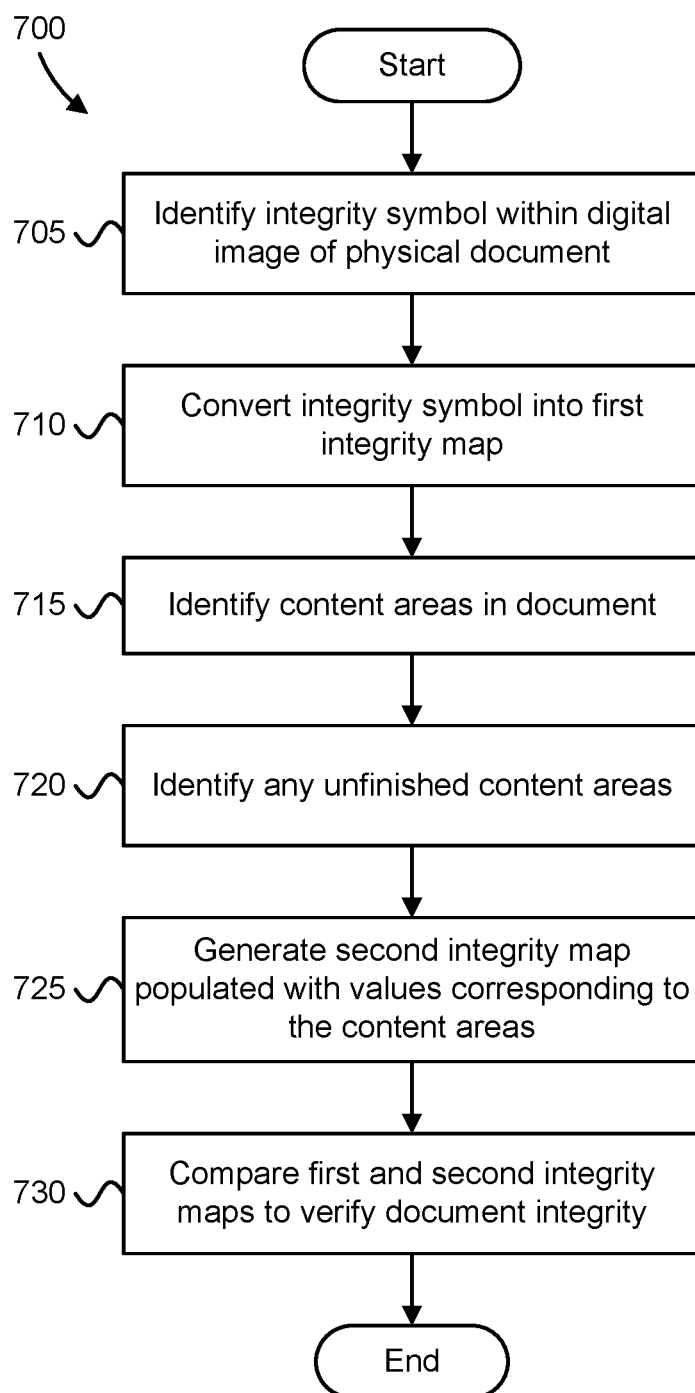 700
Start
705
Identify integrity symbol within digital
image of physical document
710
Convert integrity symbol into first
integrity map
715
Identify content areas in document
720
Identify any unfinished content areas
725
Generate second integrity map
populated with values corresponding to
the content areas
730
Compare first and second integrity
maps to verify document integrity
End